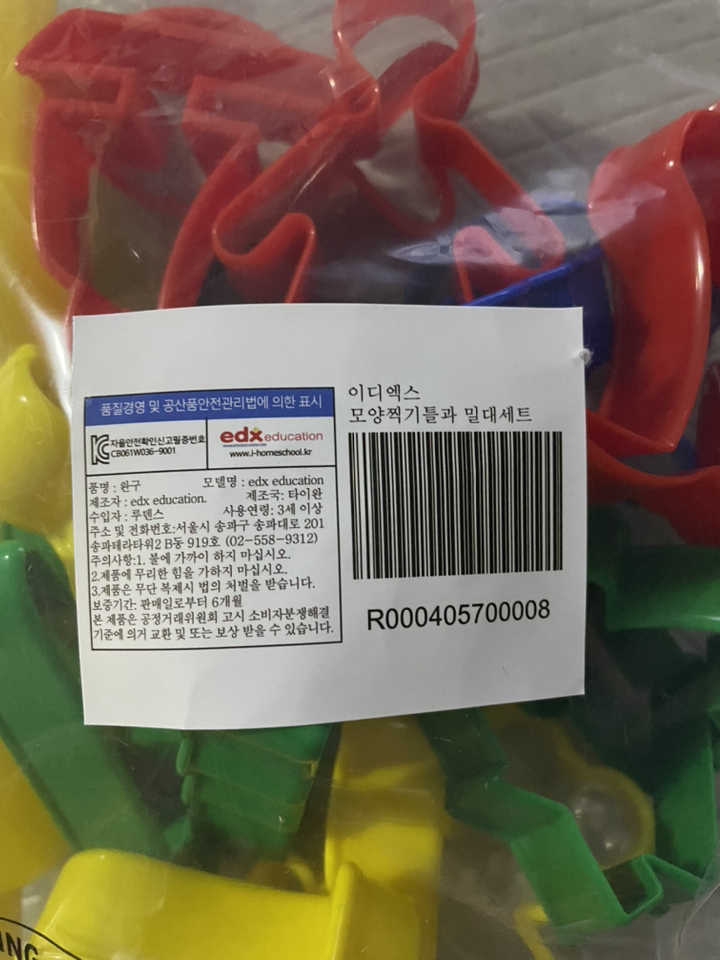 품질경영 및 공산품안전관리법에 의한 표시
자율안전확인신고필증번호
CB061W036-9001
edx education
www.i-homeschool.kr
품명 : 완구 모델명 : edx education
제조자 : edx education. 제조국: 타이완
수입자 : 루덴스 사용연령: 3세 이상
주소 및 전화번호:서울시 송파구 송파대로 201
송파테라타워2 B동 919호 (02-558-9312)
주의사항:1. 불에 가까이 하지 마십시오.
2.제품에 무리한 힘을 가하지 마십시오.
3.제품은 무단 복제시 법의 처벌을 받습니다.
보증기간: 판매일로부터 6개월
본 제품은 공정거래위원회 고시 소비자분쟁해결
기준에 의거 교환 및 또는 보상 받을 수 있습니다.
이디엑스
모양찍기틀과 밀대세트
R000405700008